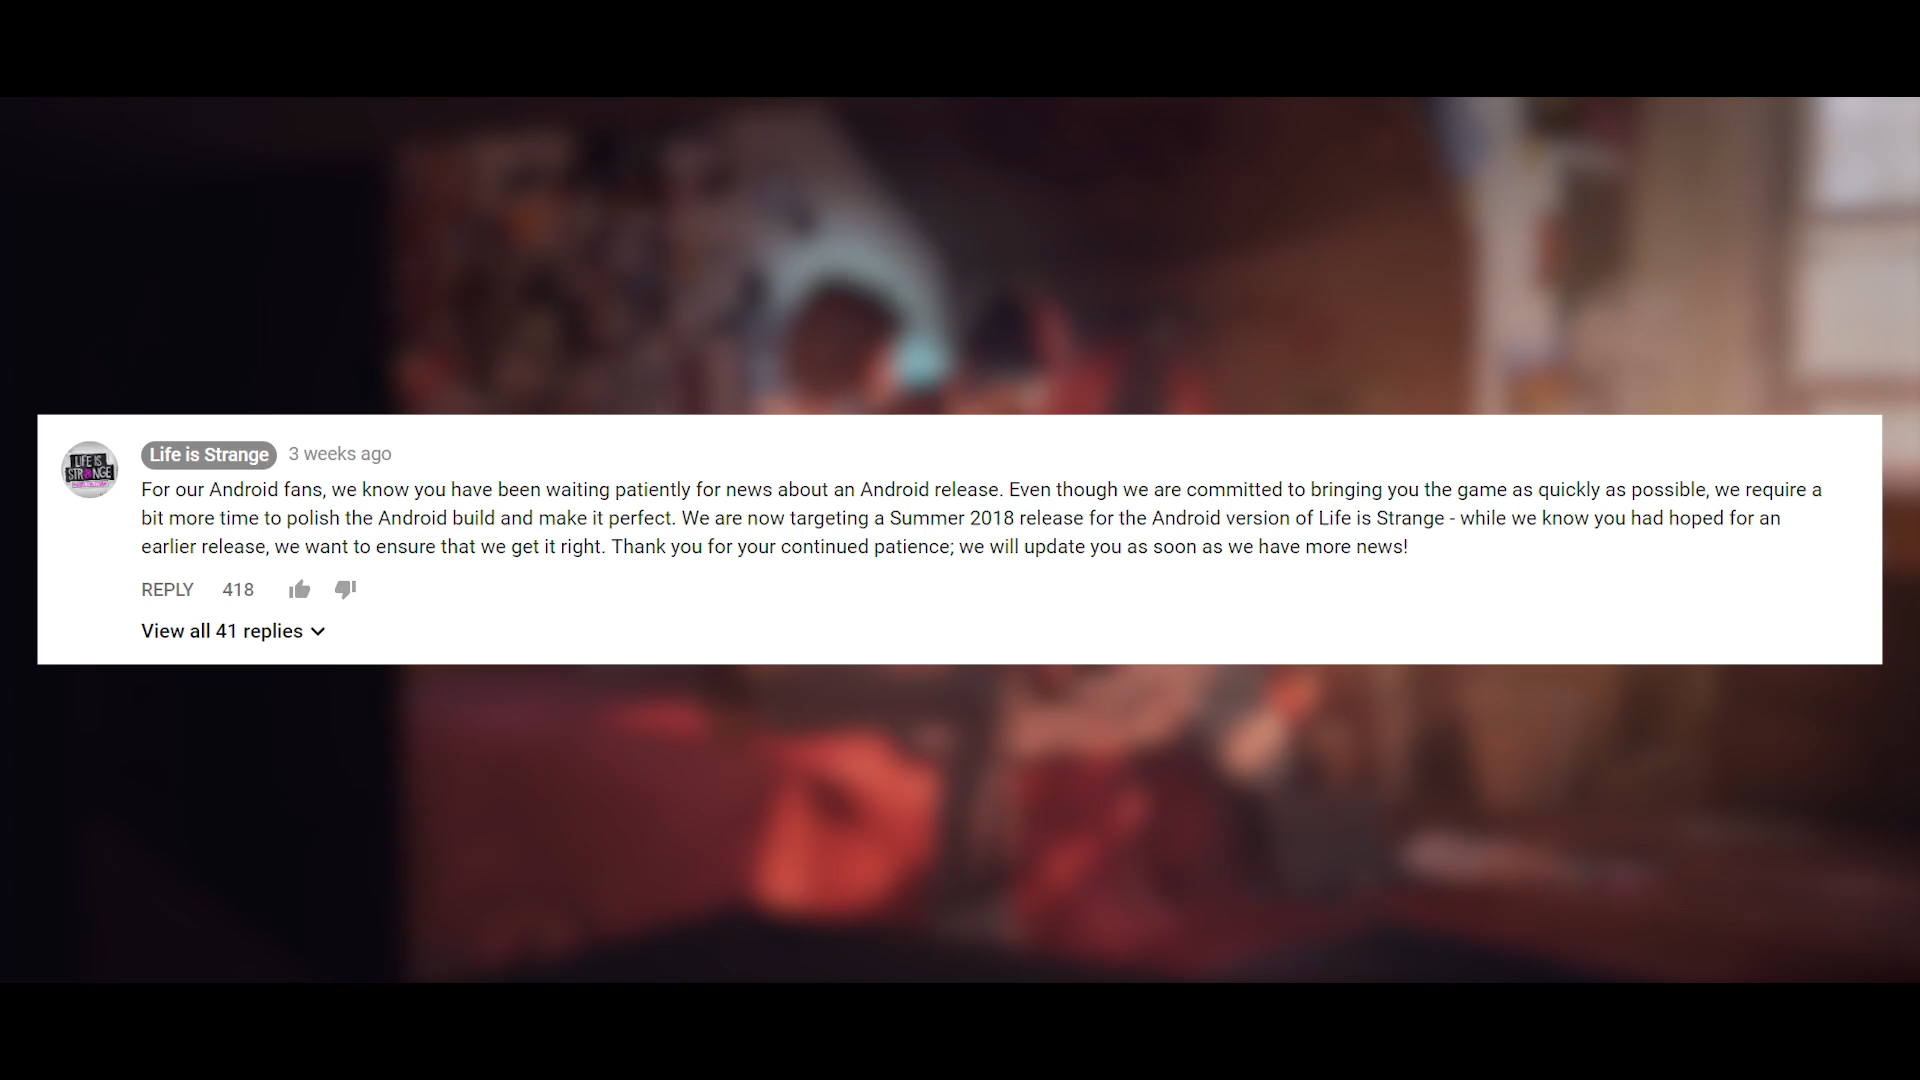 LIFE IS
STRANGE
Life is Strange 3 weeks ago
For our Android fans, we know you have been waiting patiently for news about an Android release. Even though we are committed to bringing you the game as quickly as possible, we require a
bit more time to polish the Android build and make it perfect. We are now targeting a Summer 2018 release for the Android version of Life is Strange - while we know you had hoped for an
earlier release, we want to ensure that we get it right. Thank you for your continued patience; we will update you as soon as we have more news!
REPLY 418
View all 41 replies